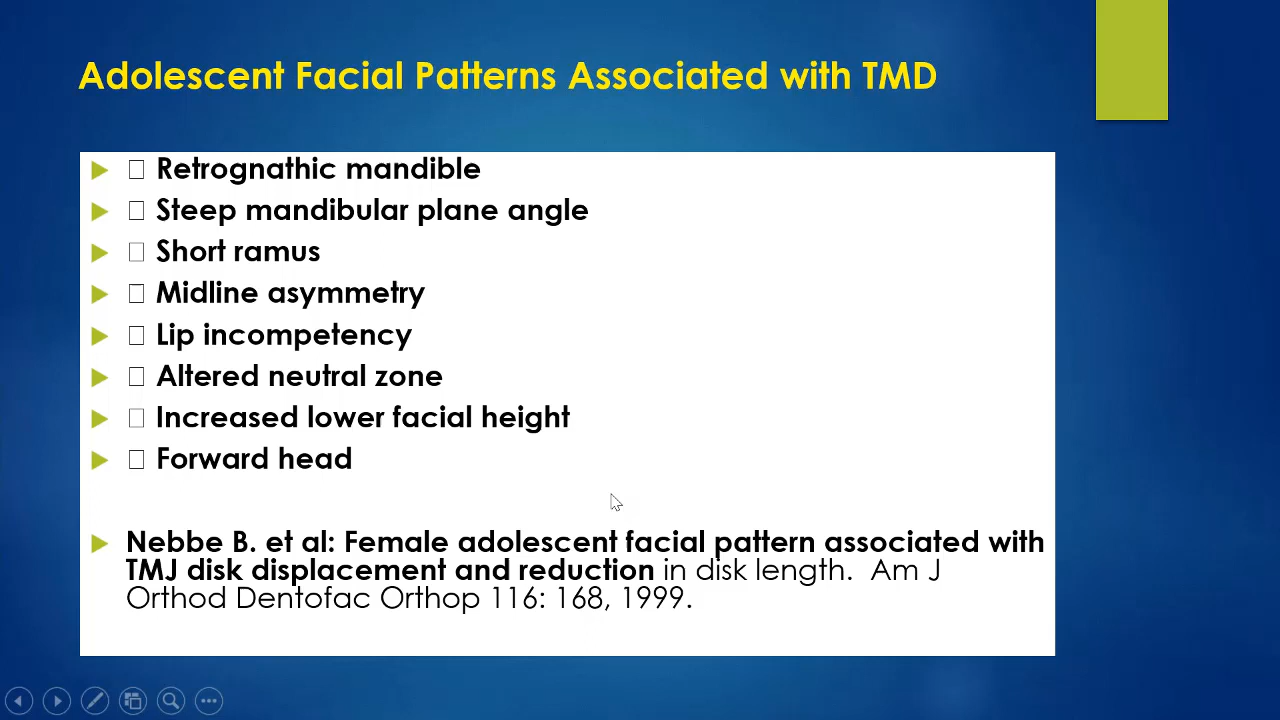 Adolescent Facial Patterns Associated with TMD
□ Retrognathic mandible
□ Steep mandibular plane angle
□ Short ramus
□ Midline asymmetry
□ Lip incompetency
□ Altered neutral zone
□ Increased lower facial height
□ Forward head
Nebbe B. et al: Female adolescent facial pattern associated with
TMJ disk displacement and reduction in disk length. Am J
Orthod Dentofac Orthop 116: 168, 1999.